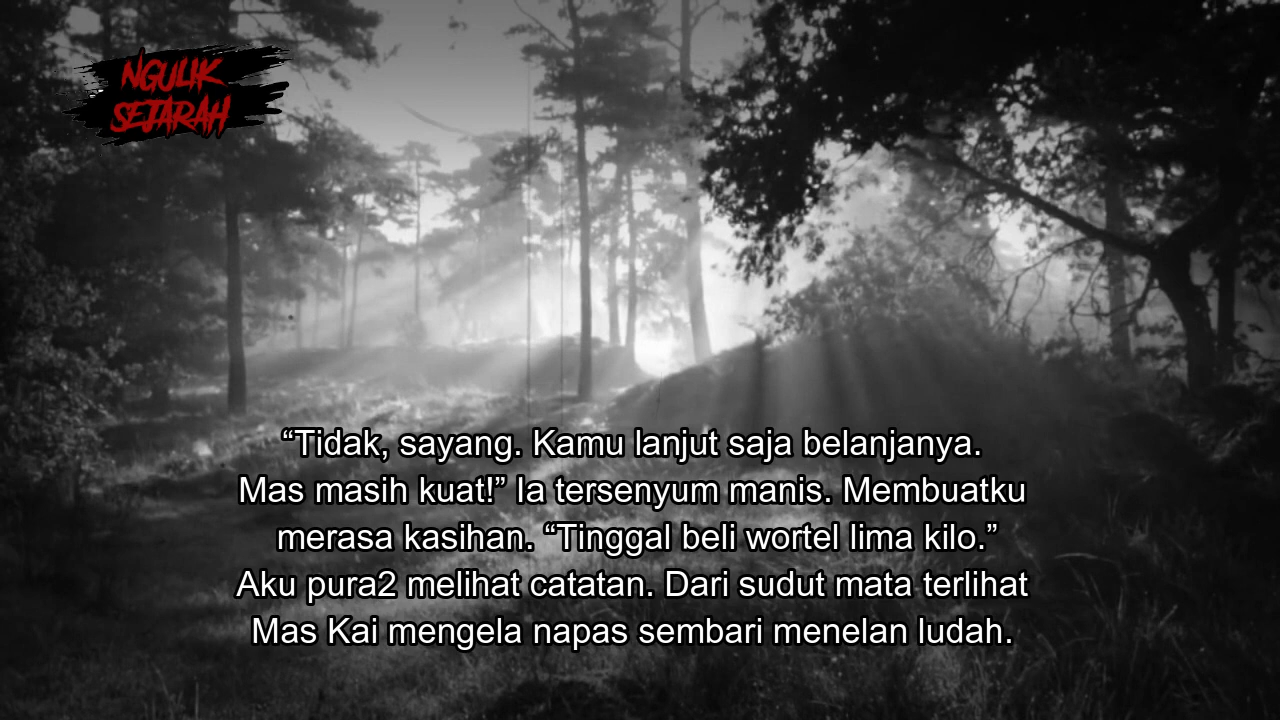 NGULIK
SEJARAH
“Tidak, sayang. Kamu lanjut saja belanjanya.
Mas masih kuat!” Ia tersenyum manis. Membuatku
merasa kasihan. “Tinggal beli wortel lima kilo.”
Aku pura2 melihat catatan. Dari sudut mata terlihat
Mas Kai mengela napas sembari menelan ludah.